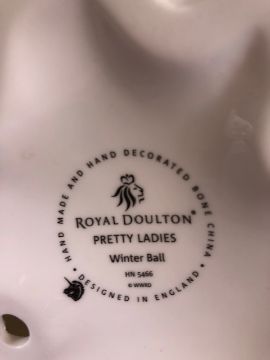 HAND MADE AND HAND DECORATED BONE CHINA
ROYAL DOULTON®
PRETTY LADIES
Winter Ball
HN 5466
© WWRD
• DESIGNED IN ENGLAND •